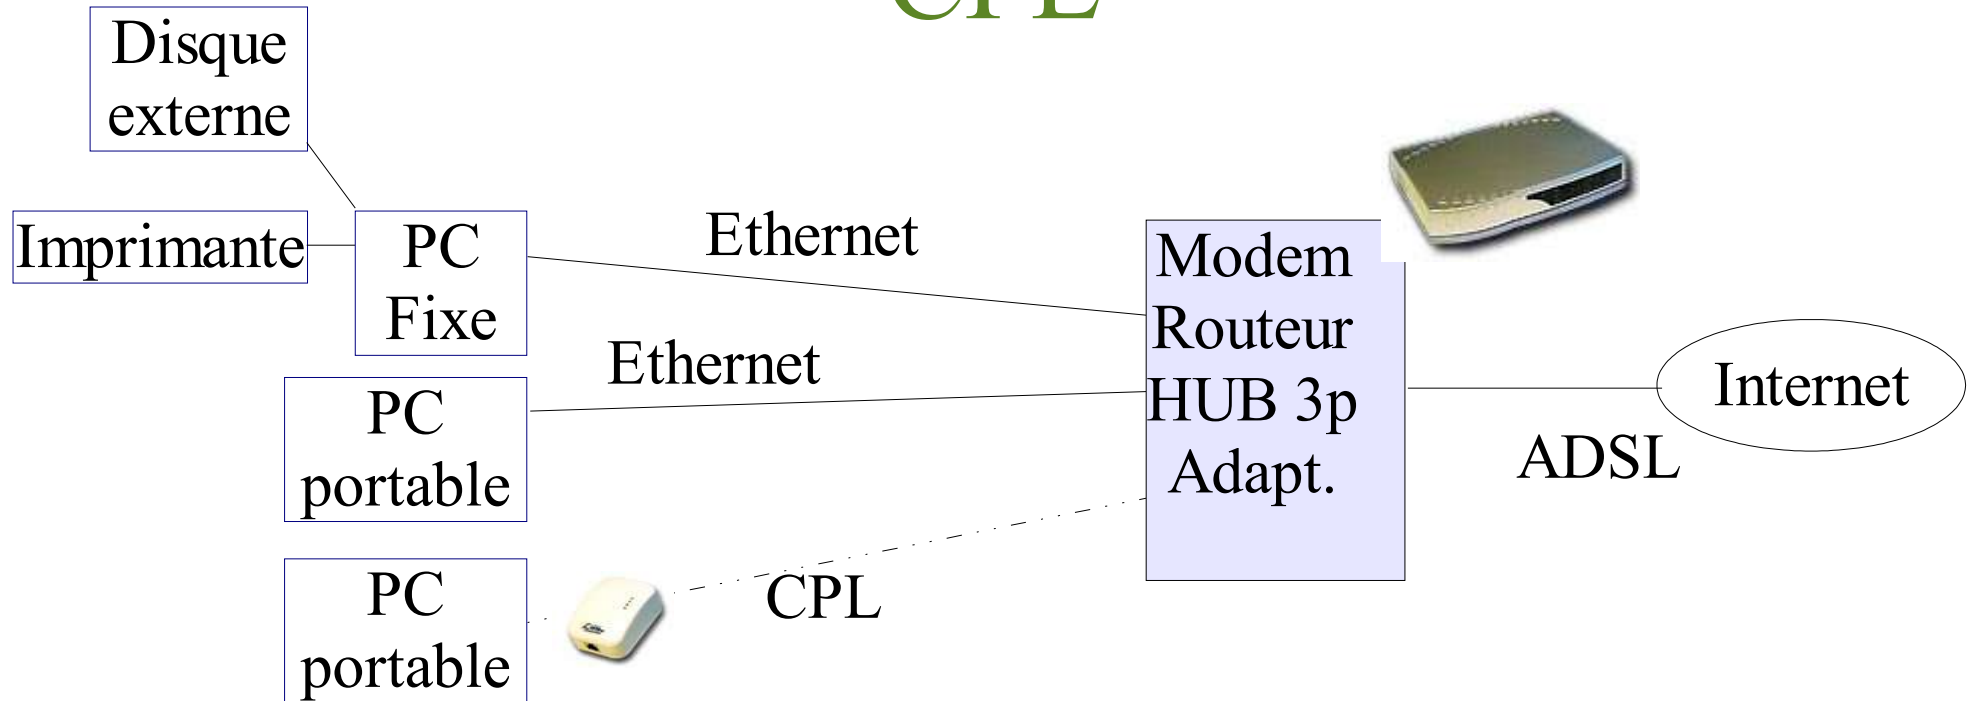 CPL
Disque
externe
Imprimante
PC
Fixe
Ethernet
Ethernet
PC
portable
PC
portable
CPL
Modem
Routeur
HUB 3p
Adapt.
ADSL
Internet